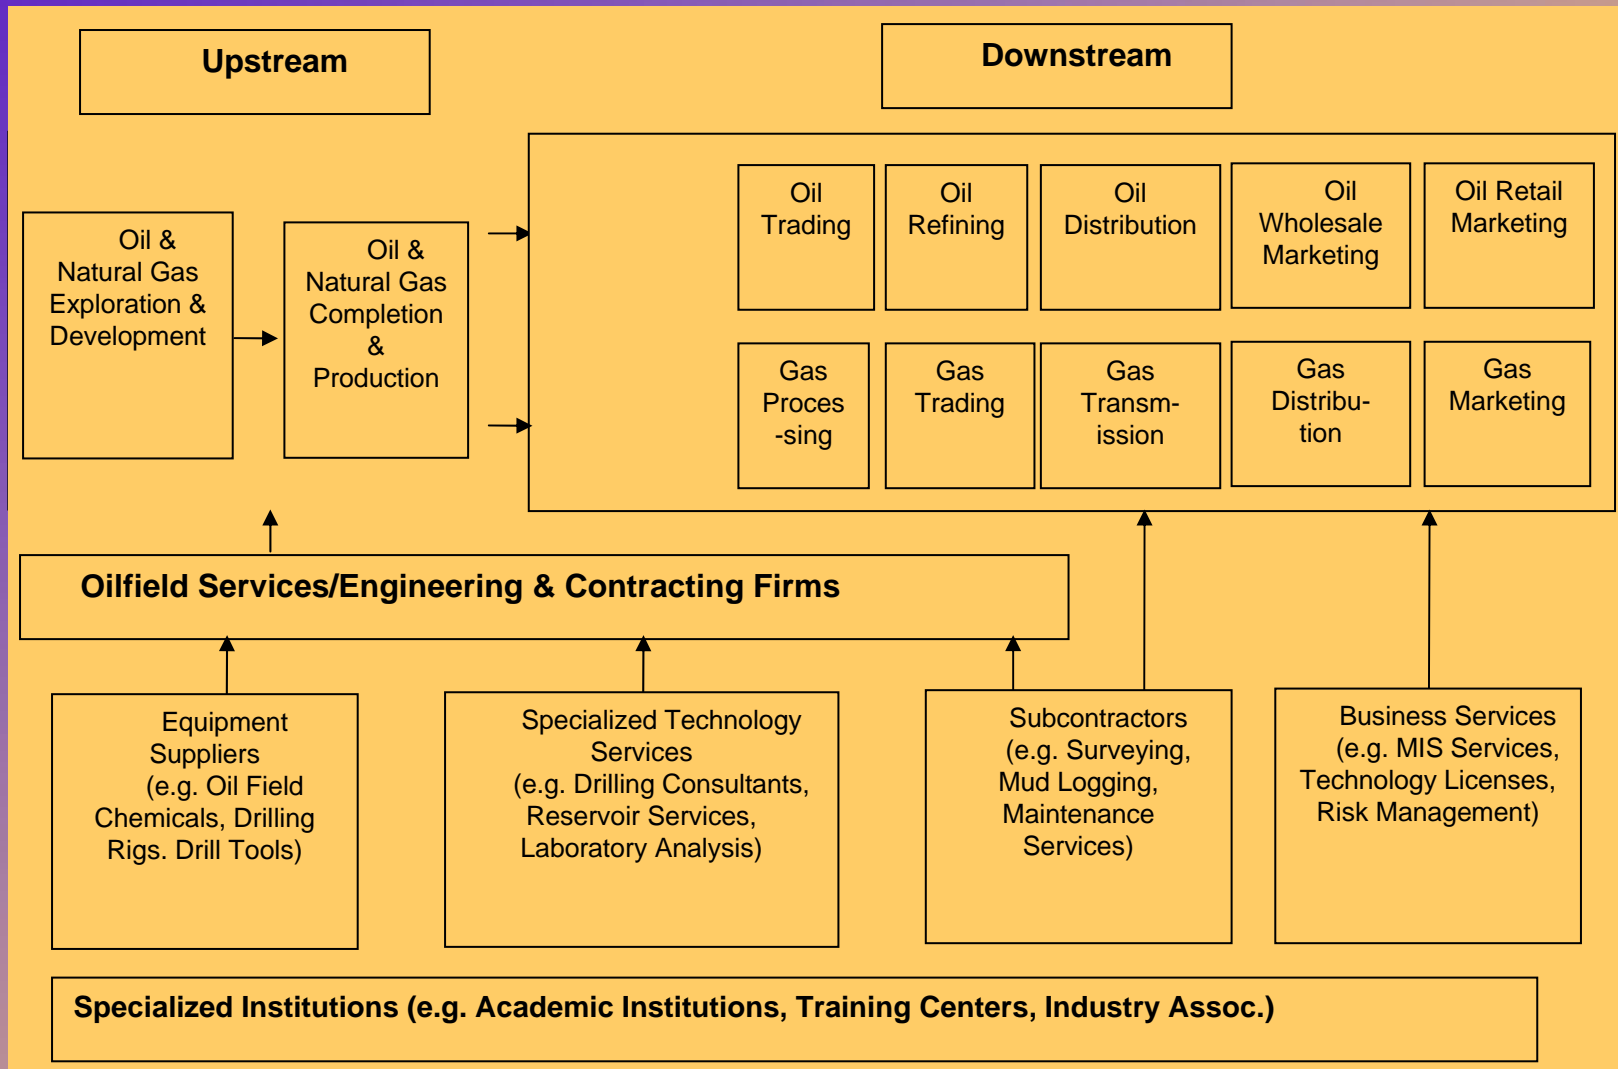 Upstream
Downstream
Oil &
Natural Gas
Exploration &
Development
Oil &
Natural Gas
Completion
&
Production
Oil
Trading
Oil
Refining
Oil
Distribution
Oil
Wholesale
Marketing
Oil Retail
Marketing
Gas
Proces
-sing
Gas
Trading
Gas
Transm-
ission
Gas
Distribu-
tion
Gas
Marketing
Oilfield Services/Engineering & Contracting Firms
Equipment
Suppliers
(e.g. Oil Field
Chemicals, Drilling
Rigs. Drill Tools)
Specialized Technology
Services
(e.g. Drilling Consultants,
Reservoir Services,
Laboratory Analysis)
Subcontractors
(e.g. Surveying,
Mud Logging,
Maintenance
Services)
Business Services
(e.g. MIS Services,
Technology Licenses,
Risk Management)
Specialized Institutions (e.g. Academic Institutions, Training Centers, Industry Assoc.)